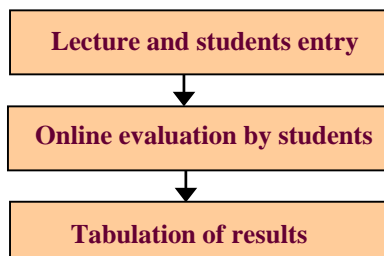 Lecture and students entry
Online evaluation by students
Tabulation of results